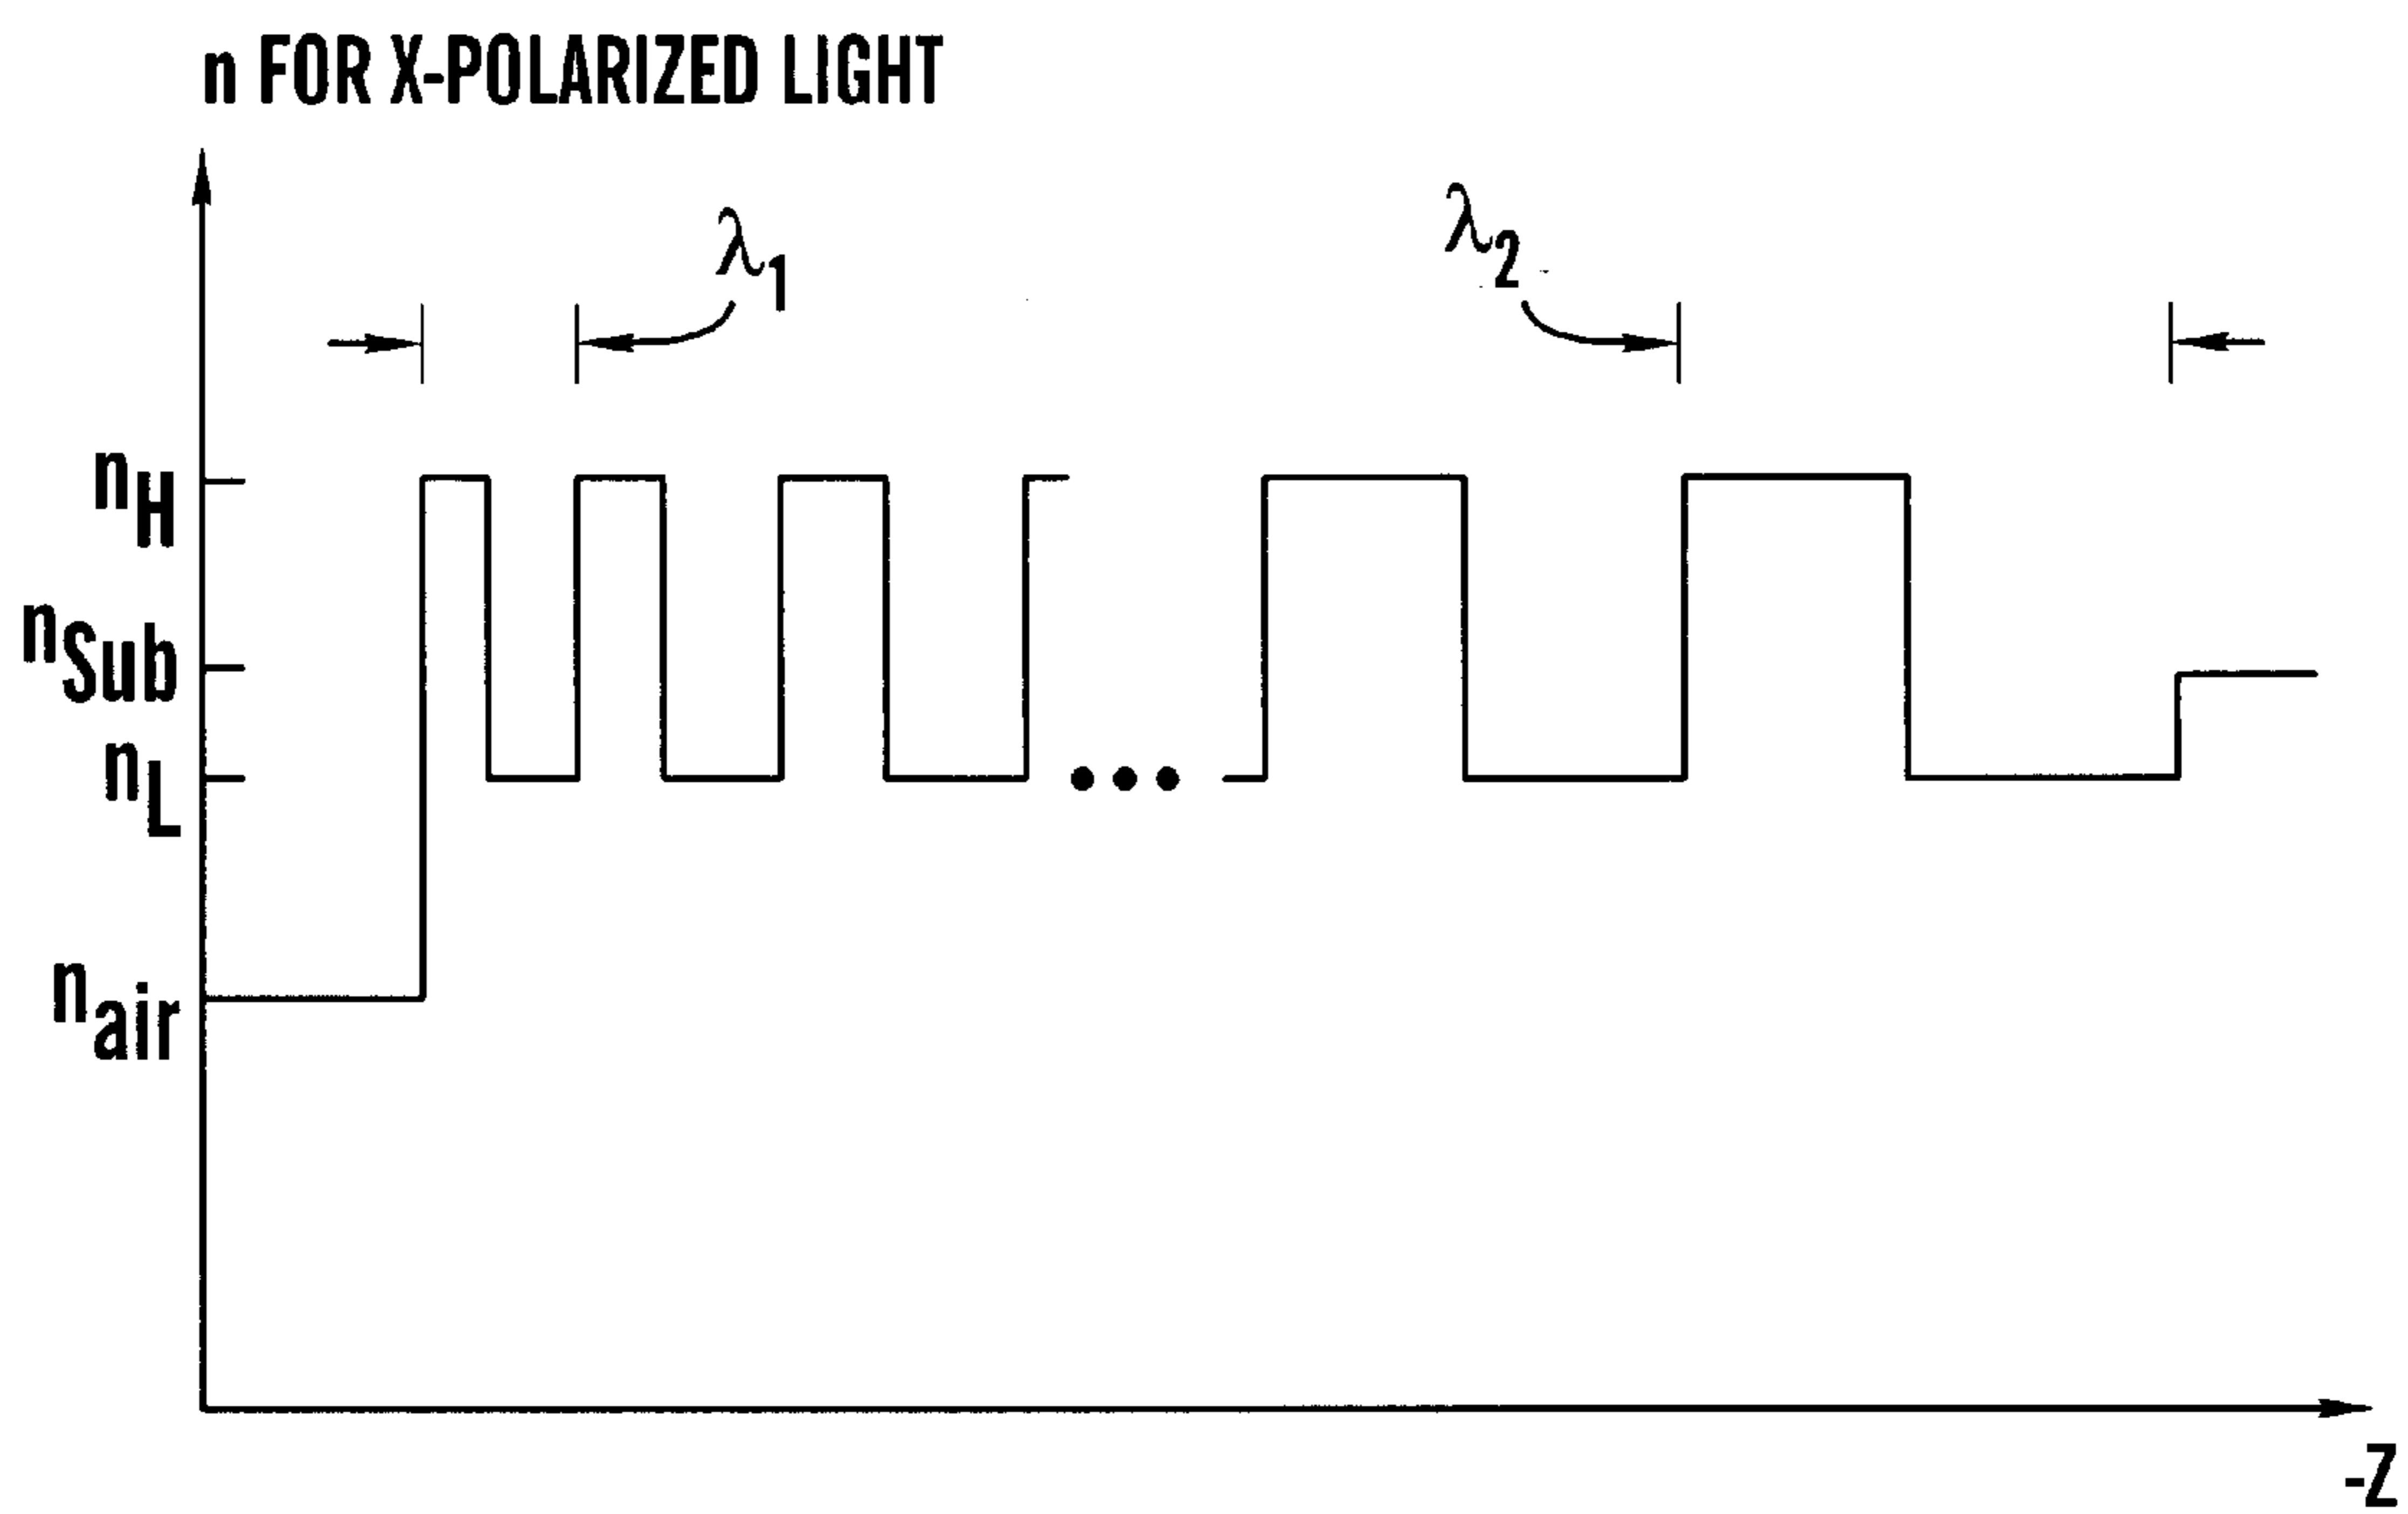 n FOR X-POLARIZED LIGHT
λ1
λ2
nH
nSub
nL
nair
-Z